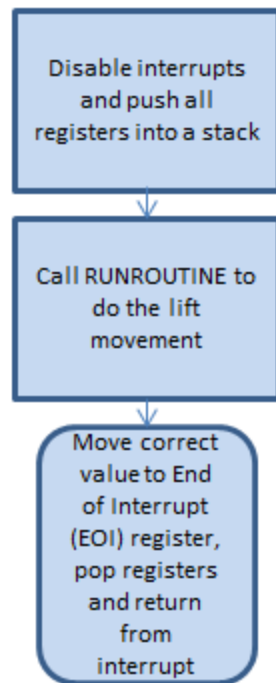 Disable interrupts
and push all
registers into a stack
Call RUNROUTINE to
do the lift
movement
Move correct
value to End
of Interrupt
(EOI) register,
pop registers
and return
from
interrupt